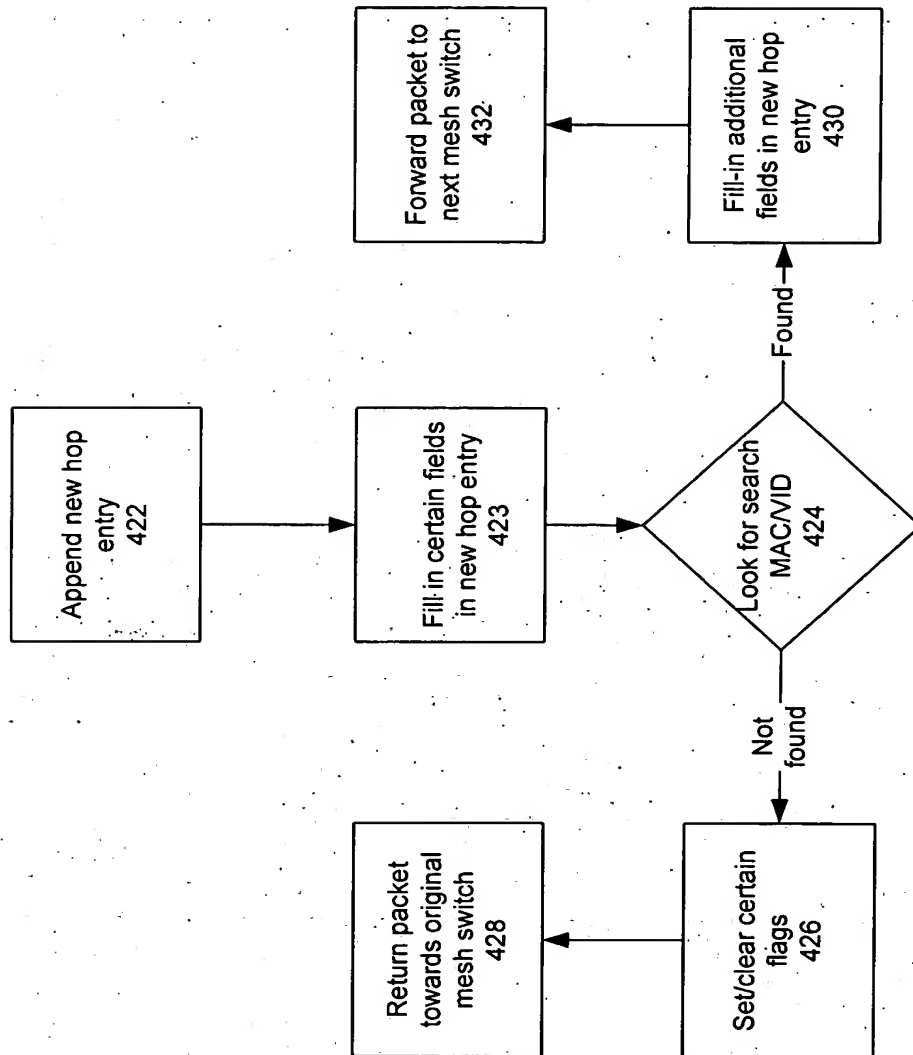 Append new hop
entry
422
Fill in certain fields
in new hop entry
423
Look for search
MAC/VID
424
Not
found
Found
Set/clear certain
flags
426
Return packet
towards original
mesh switch
428
Fill-in additional
fields in new hop
entry
430
Forward packet to
next mesh switch
432